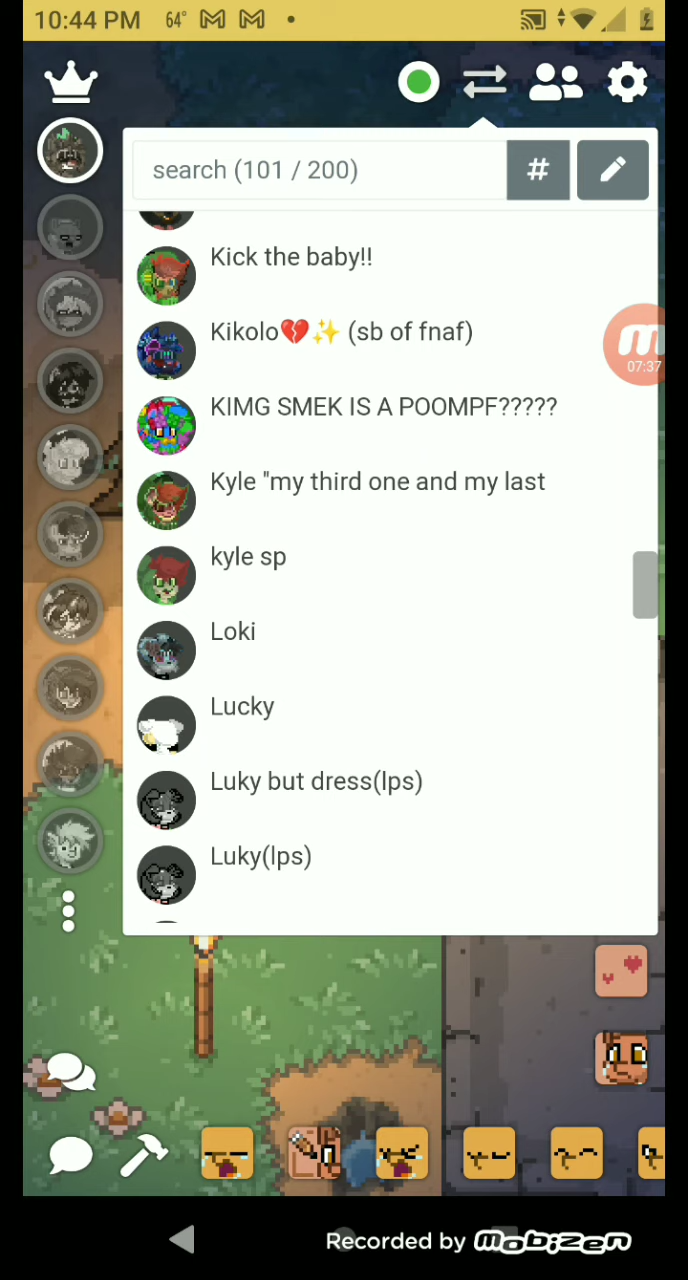 10:44 PM 64°
search (101 / 200) #
Kick the baby!!
Kikolo💔✨ (sb of fnaf)
07:37
KIMG SMEK IS A POOMPF?????
Kyle "my third one and my last
kyle sp
Loki
Lucky
Luky but dress(lps)
Luky(lps)
Recorded by mobizen